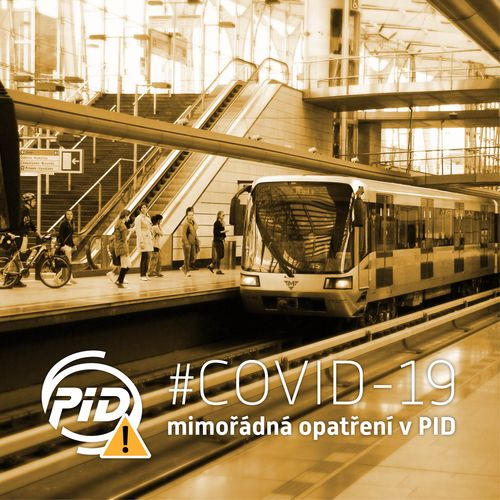 PiD
#COVID-19
mimořádná opatření v PID